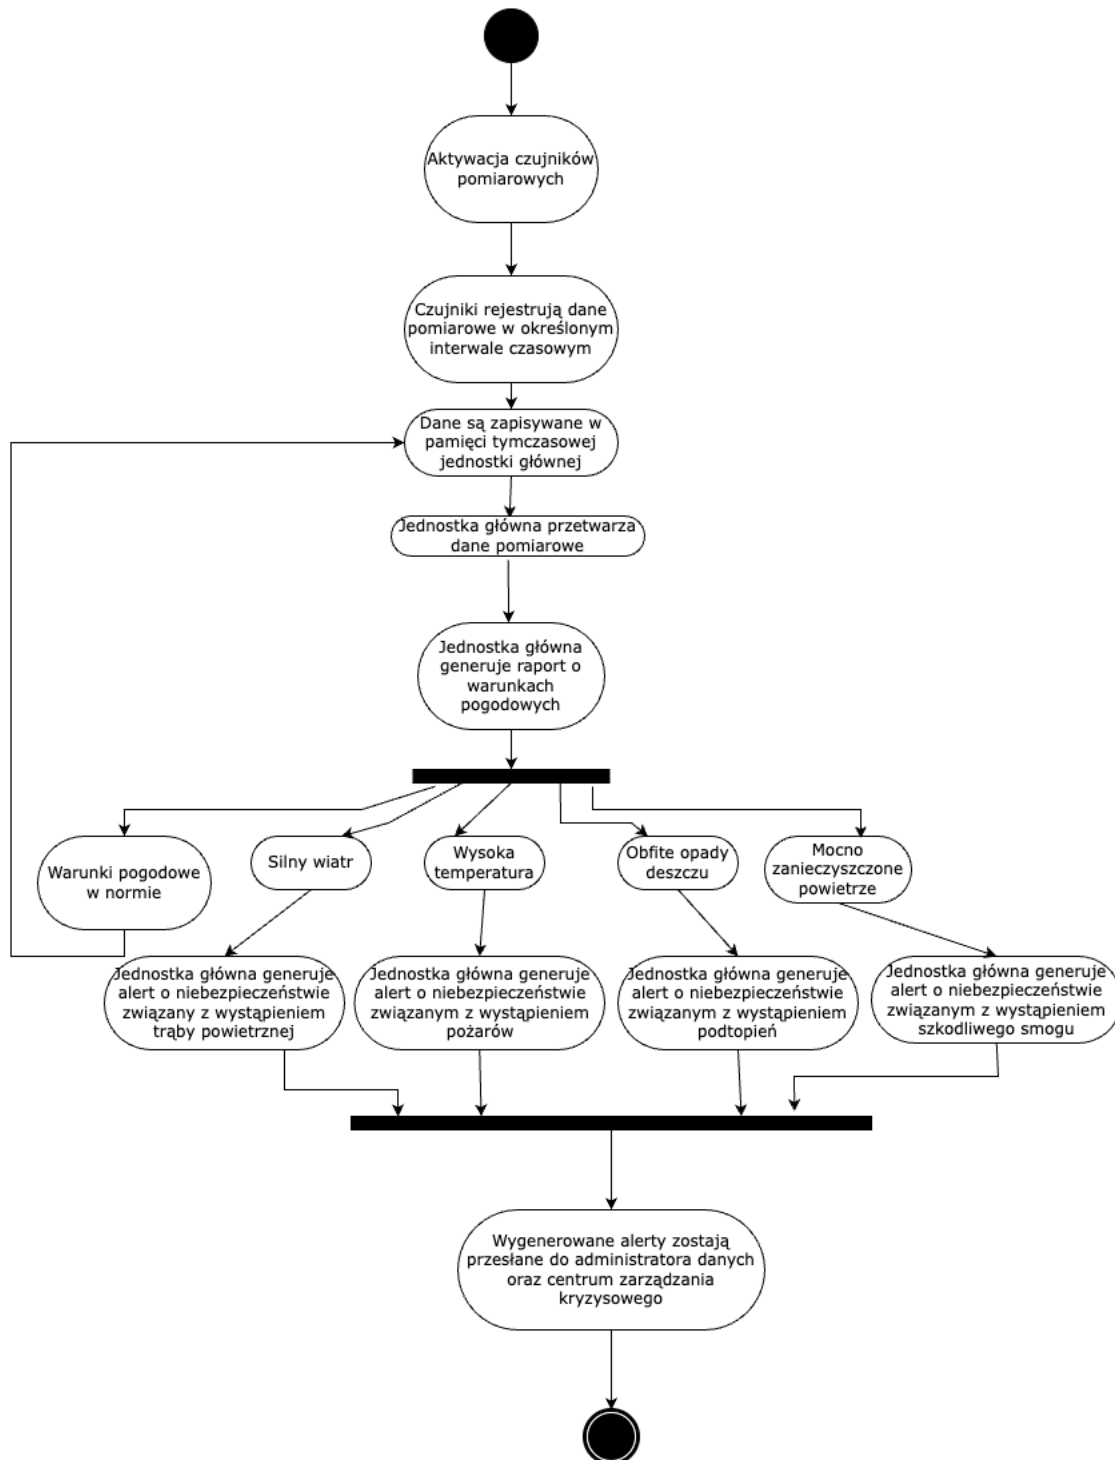 Aktywacja czujników
pomiarowych
Czujniki rejestrują dane
pomiarowe w określonym
interwale czasowym
Dane są zapisywane w
pamięci tymczasowej
jednostki głównej
Jednostka główna przetwarza
dane pomiarowe
Jednostka główna
generuje raport o
warunkach
pogodowych
Warunki pogodowe
w normie
Silny wiatr
Wysoka
temperatura
Obfite opady
deszczu
Mocno
zanieczyszczone
powietrze
Jednostka główna generuje
alert o niebezpieczeństwie
związany z wystąpieniem
trąby powietrznej
Jednostka główna generuje
alert o niebezpieczeństwie
związanym z wystąpieniem
pożarów
Jednostka główna generuje
alert o niebezpieczeństwie
związanym z wystąpieniem
podtopień
Jednostka główna generuje
alert o niebezpieczeństwie
związanym z wystąpieniem
szkodliwego smogu
Wygenerowane alerty zostają
przesłane do administratora danych
oraz centrum zarządzania
kryzysowego